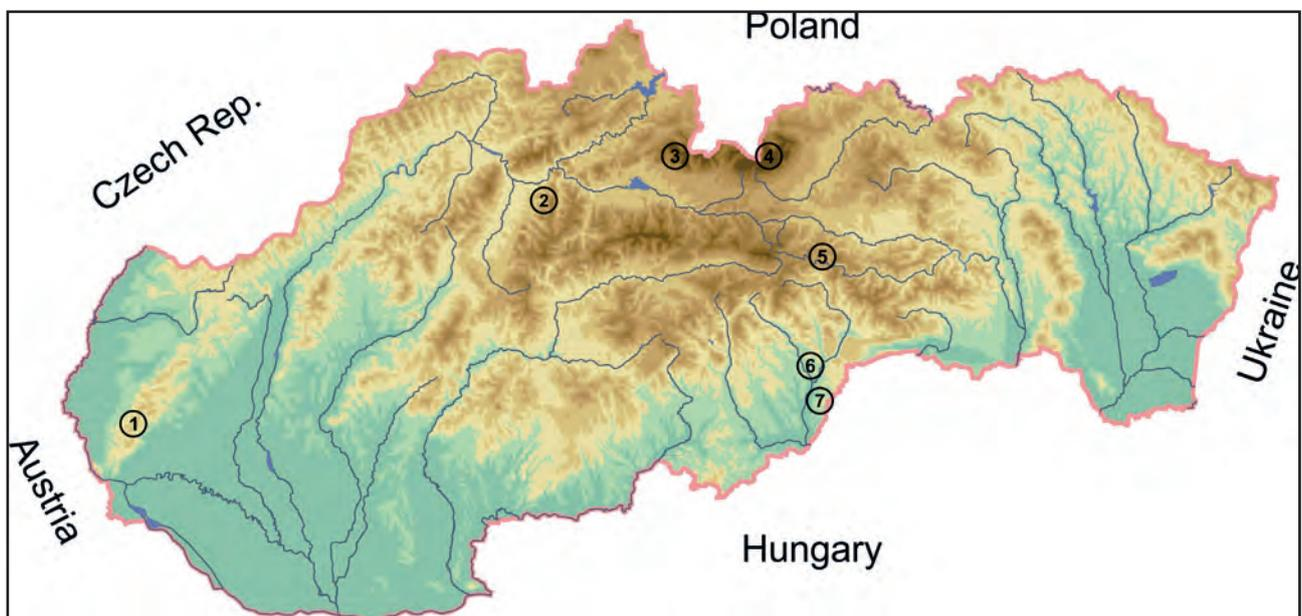 Poland
Czech Rep.
3
4
2
5
Ukraine
6
7
1
Austria
Hungary